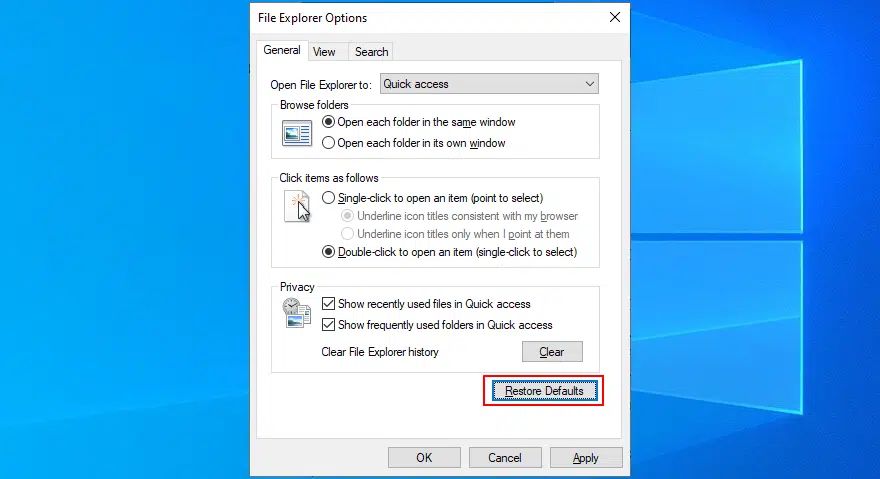 File Explorer Options
General View Search
Open File Explorer to: Quick access
Browse folders
Open each folder in the same window
Open each folder in its own window
Click items as follows
Single-click to open an item (point to select)
Underline icon titles consistent with my browser
Underline icon titles only when I point at them
Double-click to open an item (single-click to select)
Privacy
Show recently used files in Quick access
Show frequently used folders in Quick access
Clear File Explorer history Clear
Restore Defaults
OK Cancel Apply